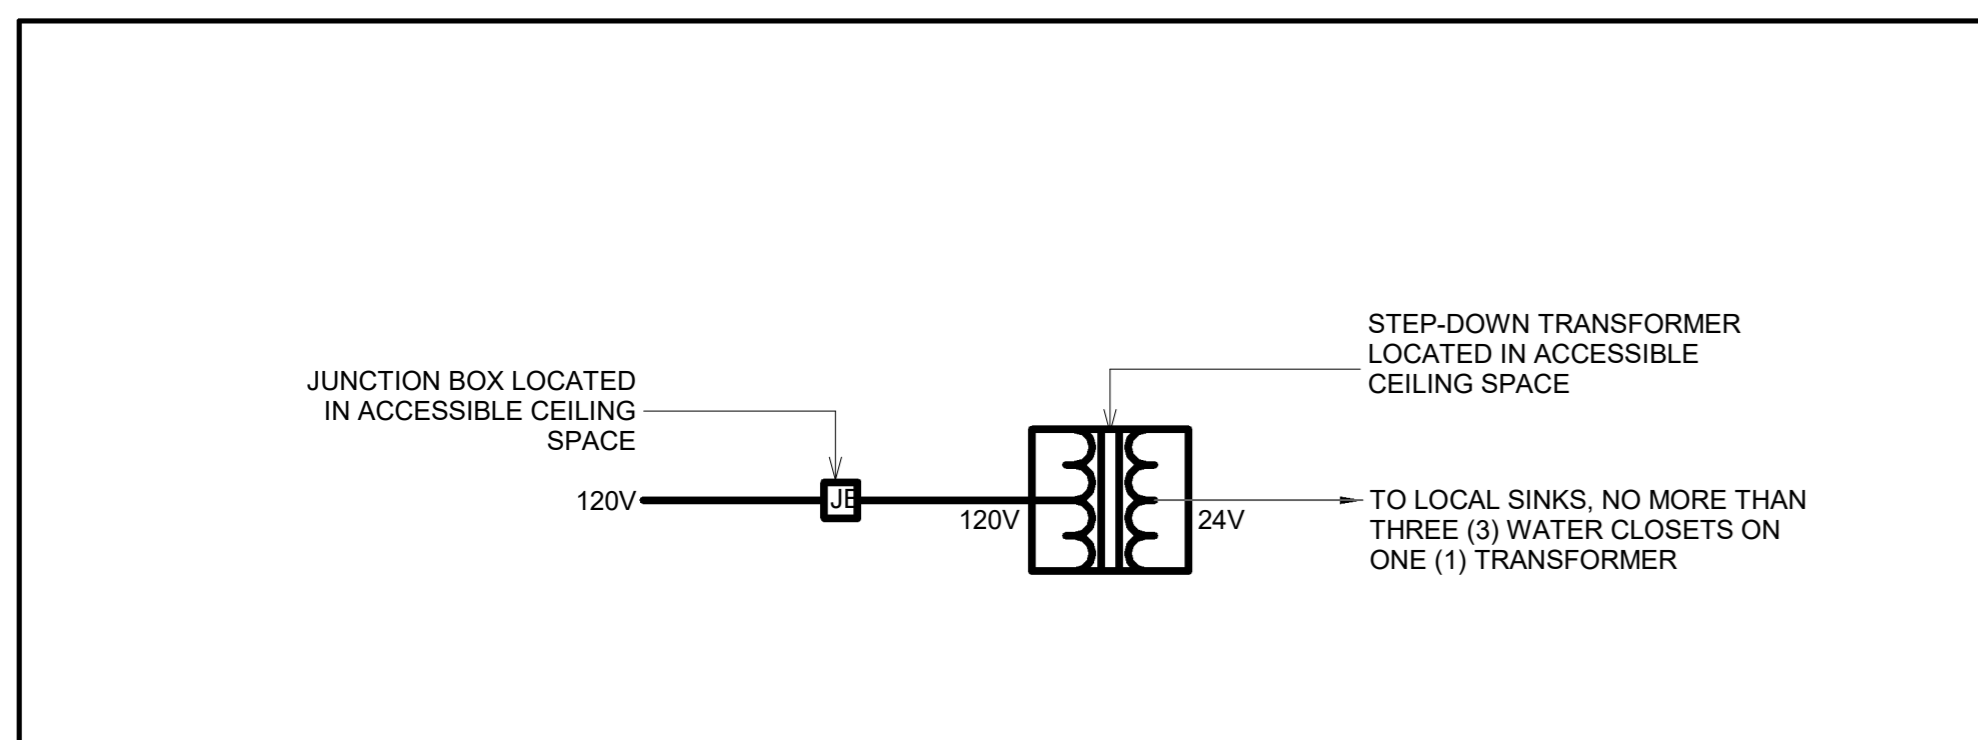 STEP-DOWN TRANSFORMER
LOCATED IN ACCESSIBLE
CEILING SPACE
JUNCTION BOX LOCATED
IN ACCESSIBLE CEILING
SPACE
120V
JB
120V
24V
TO LOCAL SINKS, NO MORE THAN
THREE (3) WATER CLOSETS ON
ONE (1) TRANSFORMER